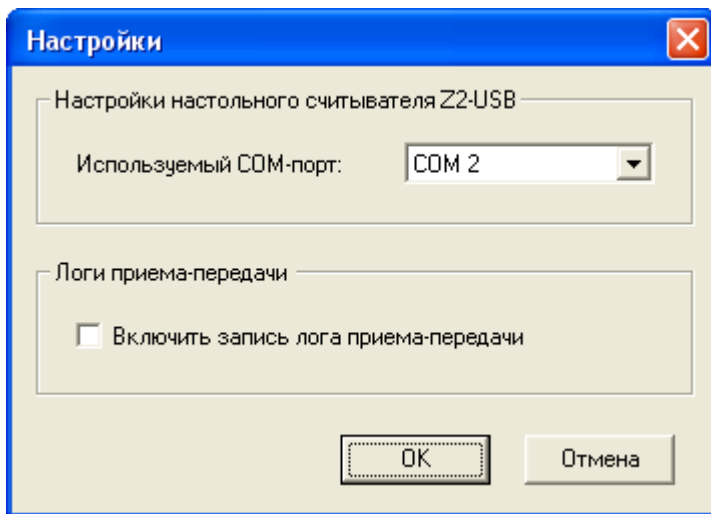 Настройки
Настройки настольного считывателя Z2-USB
Используемый COM-порт: COM 2
Логи приема-передачи
Включить запись лога приема-передачи
OK Отмена